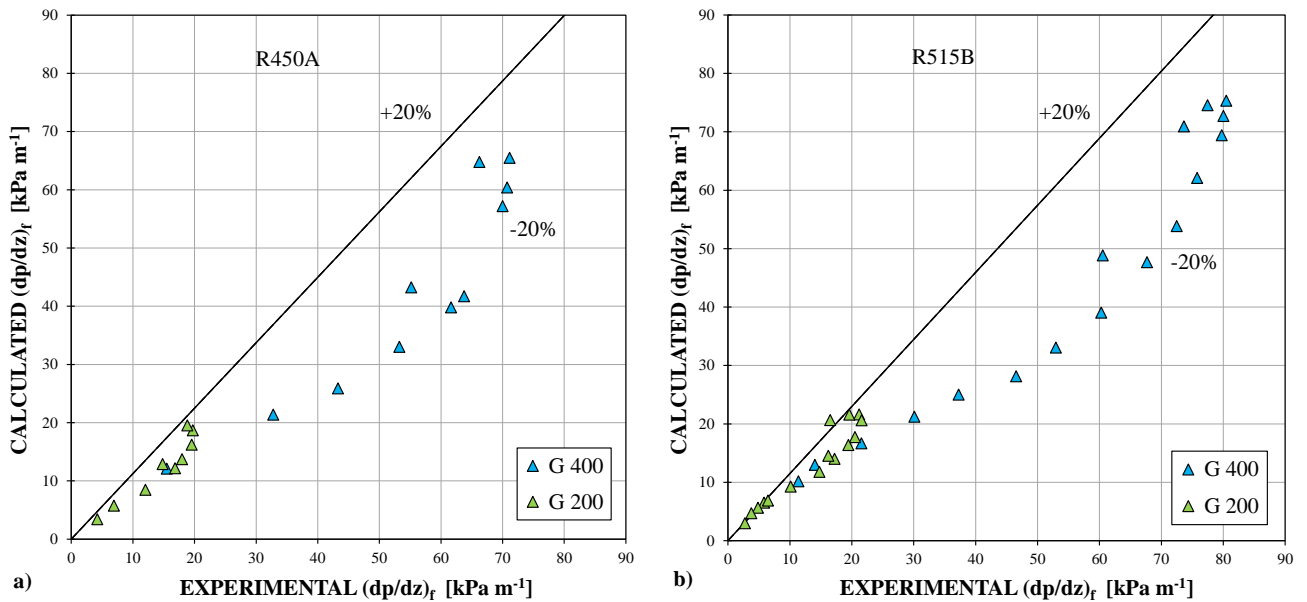 90
80
70
60
50
40
30
20
10
0
CALCULATED (dp/dz)f [kPa m-1]
R450A
+20%
-20%
G 400
G 200
0 10 20 30 40 50 60 70 80 90
a) EXPERIMENTAL (dp/dz)f [kPa m-1]
90
80
70
60
50
40
30
20
10
0
CALCULATED (dp/dz)f [kPa m-1]
R515B
+20%
-20%
G 400
G 200
0 10 20 30 40 50 60 70 80 90
b) EXPERIMENTAL (dp/dz)f [kPa m-1]